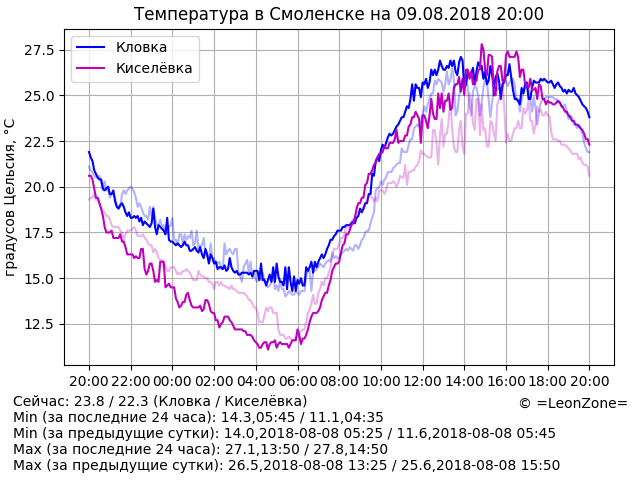 Температура в Смоленске на 09.08.2018 20:00
градусов Цельсия, °C
27.5
25.0
22.5
20.0
17.5
15.0
12.5
Кловка
Киселёвка
20:00 22:00 00:00 02:00 04:00 06:00 08:00 10:00 12:00 14:00 16:00 18:00 20:00
Сейчас: 23.8 / 22.3 (Кловка / Киселёвка)
© =LeonZone=
Min (за последние 24 часа): 14.3,05:45 / 11.1,04:35
Min (за предыдущие сутки): 14.0,2018-08-08 05:25 / 11.6,2018-08-08 05:45
Max (за последние 24 часа): 27.1,13:50 / 27.8,14:50
Max (за предыдущие сутки): 26.5,2018-08-08 13:25 / 25.6,2018-08-08 15:50